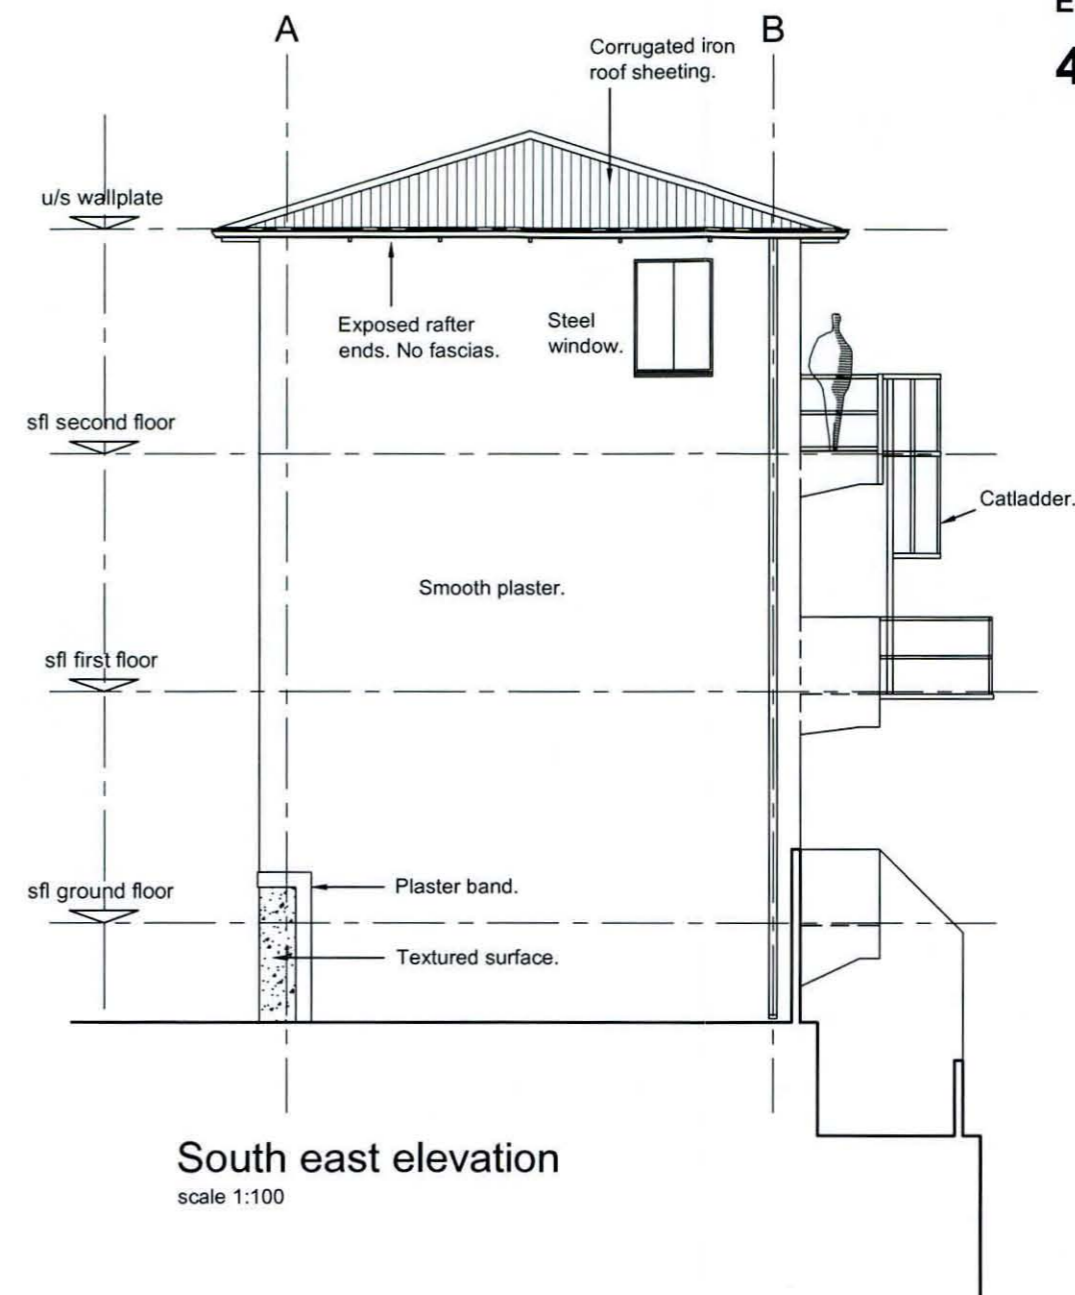 A
B
Corrugated iron
roof sheeting.
u/s wallplate
Exposed rafter
ends. No fascias.
Steel
window.
sfl second floor
Catladder.
Smooth plaster.
sfl first floor
sfl ground floor
Plaster band.
Textured surface.
South east elevation
scale 1:100